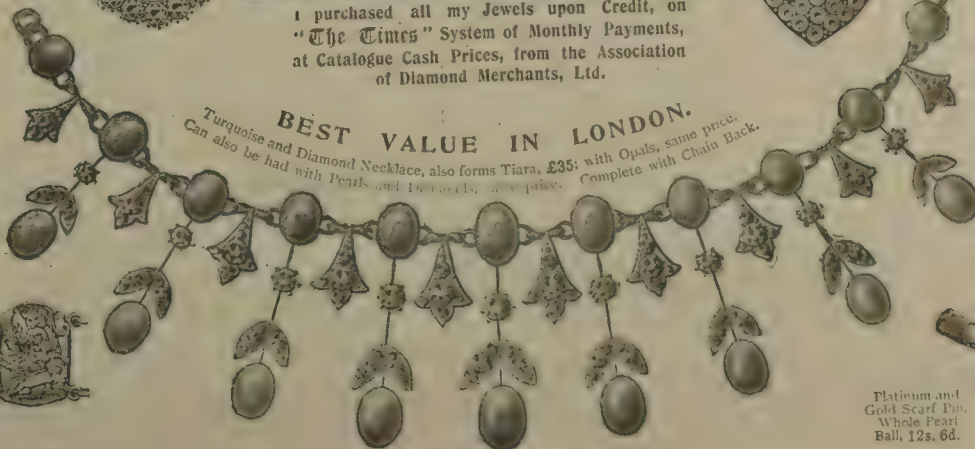 I purchased all my Jewels upon Credit, on
"The Times" System of Monthly Payments,
at Catalogue Cash Prices, from the Association
of Diamond Merchants, Ltd.
BEST VALUE IN LONDON.
Turquoise and Diamond Necklace, also forms Tiara, £35; with Opals, same price.
Can also be had with Pearls and Diamonds, same price. Complete with Chain Back.
Platinum and
Gold Scarf Pin,
Whole Pearl
Ball, 12s. 6d.